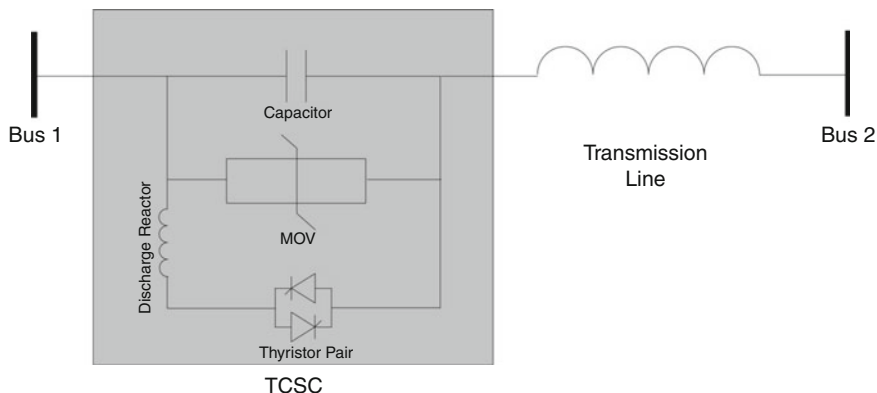 Capacitor
Bus 1
Bus 2
Transmission
Line
Discharge Reactor
MOV
Thyristor Pair
TCSC